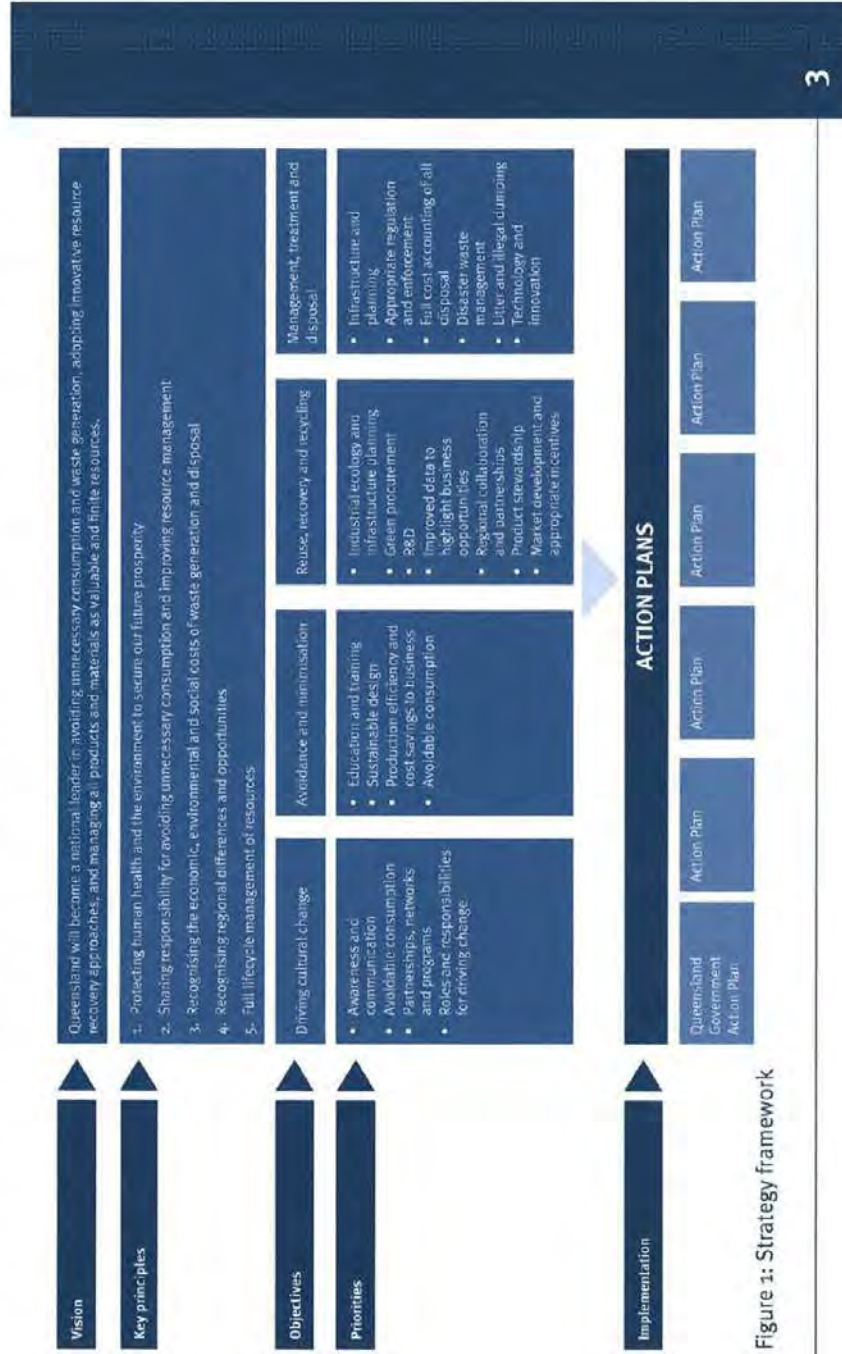 Vision
Queensland will become a national leader in avoiding unnecessary consumption and waste generation, adopting innovative resource
recovery approaches, and managing all products and materials as valuable and finite resources.
Key principles
1. Protecting human health and the environment to secure our future prosperity
2. Sharing responsibility for avoiding unnecessary consumption and improving resource management
3. Recognising the economic, environmental and social costs of waste generation and disposal
4. Recognising regional differences and opportunities
5. Full lifecycle management of resources
Objectives
Driving cultural change
Avoidance and minimisation
Reuse, recovery and recycling
Management, treatment and
disposal
Priorities
• Awareness and
communication
• Avoidable consumption
• Partnerships, networks
and programs
• Roles and responsibilities
for driving change
• Education and training
• Sustainable design
• Production efficiency and
cost savings to business
• Avoidable consumption
• Industrial ecology and
infrastructure planning
• Green procurement
• R&D
• Improved data to
highlight business
opportunities
• Regional collaboration
and partnerships
• Product stewardship
• Market development and
appropriate incentives
• Infrastructure and
planning
• Appropriate regulation
and enforcement
• Full cost accounting of all
disposal
• Disaster waste
management
• Litter and illegal dumping
• Technology and
innovation
Implementation
ACTION PLANS
Queensland
Government
Action Plan
Action Plan
Action Plan
Action Plan
Action Plan
Action Plan
Figure 1: Strategy framework
3